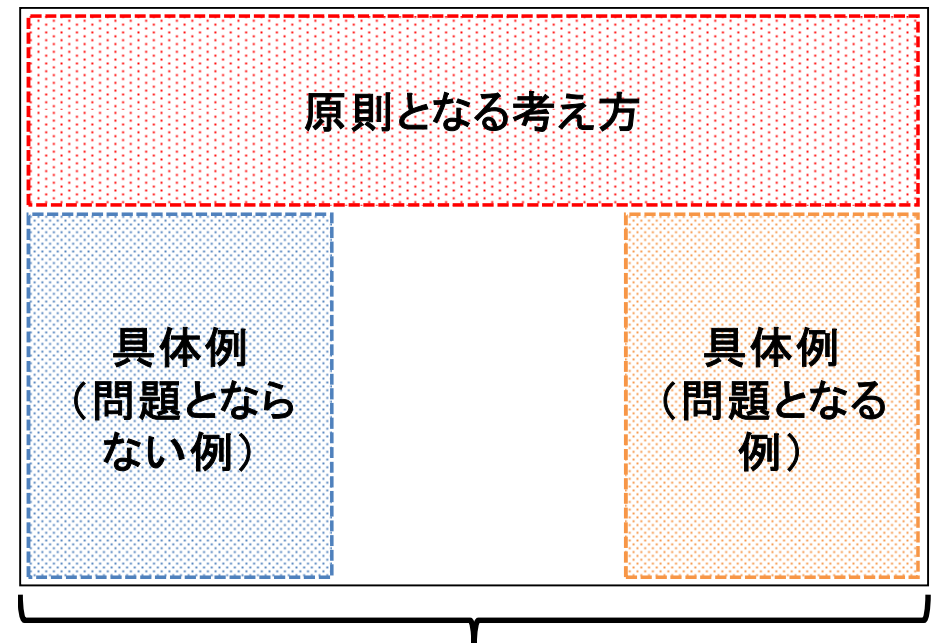 原則となる考え方
具体例
（問題となら
ない例）
具体例
（問題となる
例）